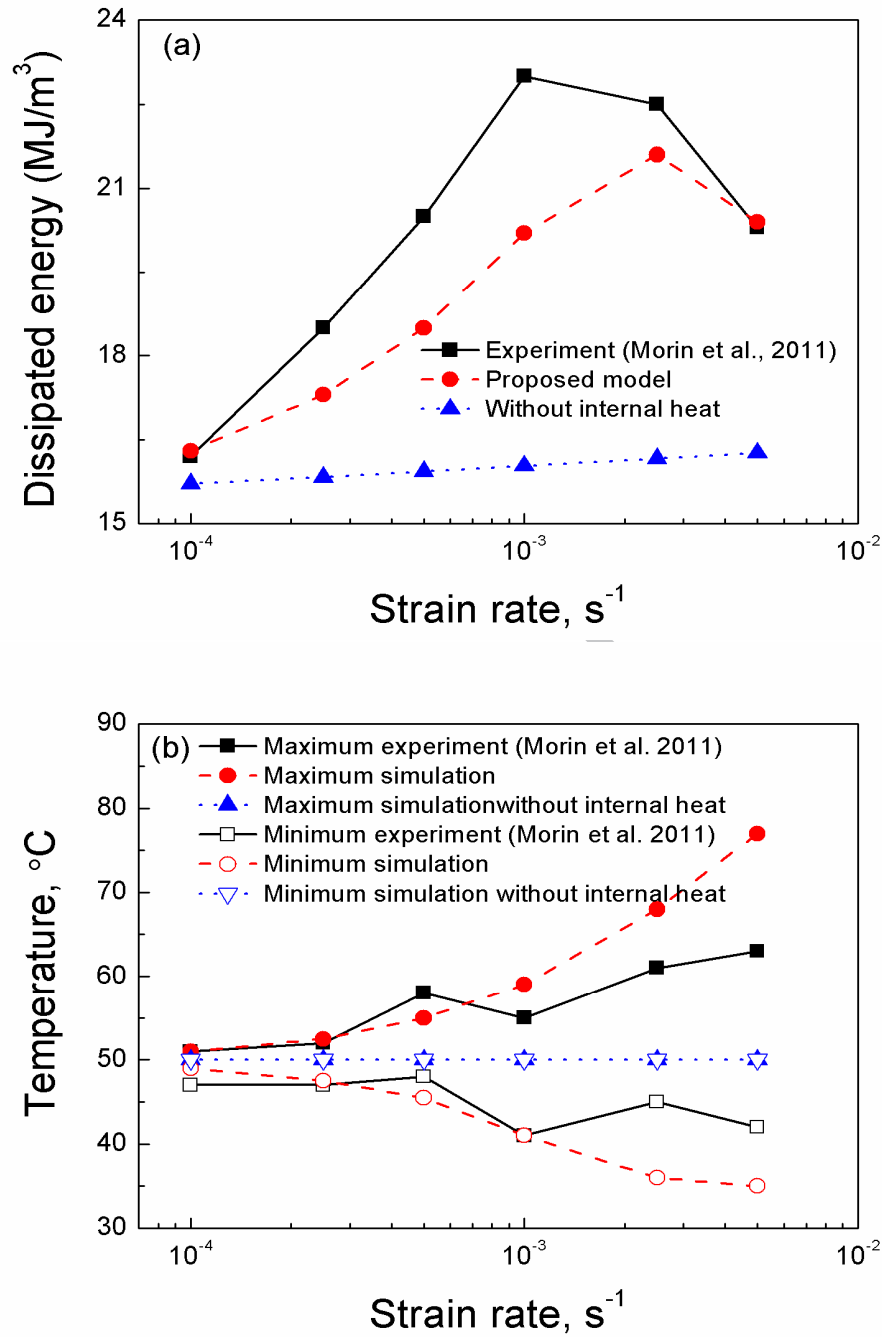 (a)
Dissipated energy (MJ/m³)
24
21
18
15
Experiment (Morin et al., 2011)
Proposed model
Without internal heat
10⁻⁴
10⁻³
10⁻²
Strain rate, s⁻¹
(b)
Temperature, °C
90
80
70
60
50
40
30
Maximum experiment (Morin et al. 2011)
Maximum simulation
Maximum simulationwithout internal heat
Minimum experiment (Morin et al. 2011)
Minimum simulation
Minimum simulation without internal heat
10⁻⁴
10⁻³
10⁻²
Strain rate, s⁻¹